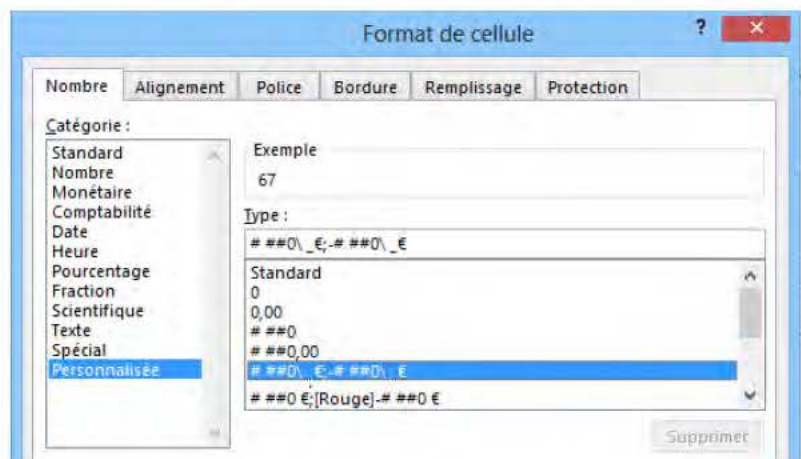 Format de cellule
?
Nombre Alignement Police Bordure Remplissage Protection
Catégorie :
Standard
Nombre
Monétaire
Comptabilité
Date
Heure
Pourcentage
Fraction
Scientifique
Texte
Spécial
Personnalisée
Exemple
67
Type :
# ##0\ _€;-# ##0\ _€
Standard
0
0,00
# ##0
# ##0,00
# ##0\ _€;-# ##0\ _€
# ##0 €;[Rouge]-# ##0 €
Supprimer